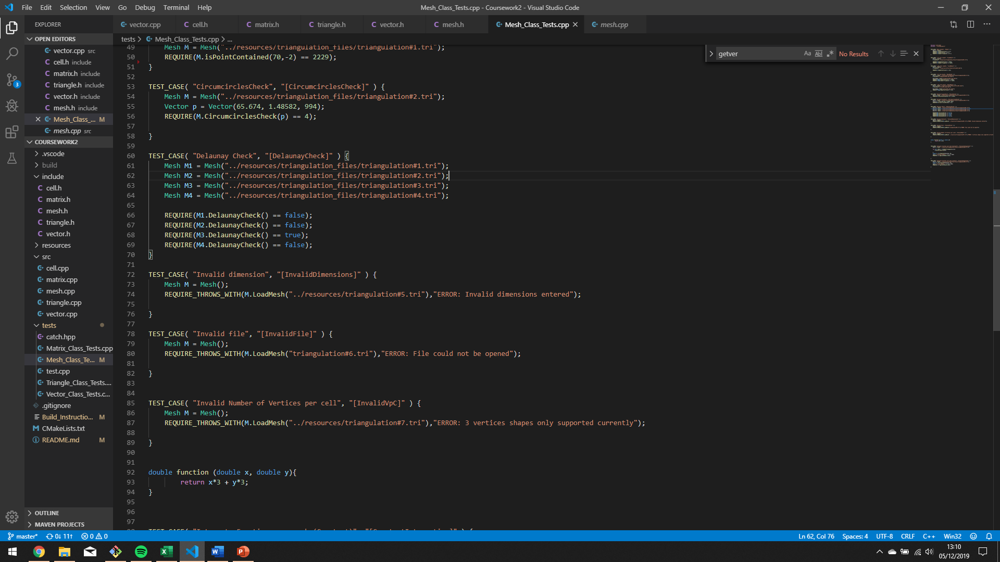 File Edit Selection View Go Debug Terminal Help
Mesh_Class_Tests.cpp - Coursework2 - Visual Studio Code
EXPLORER
vector.cpp cell.h matrix.h triangle.h vector.h mesh.h Mesh_Class_Tests.cpp mesh.cpp
tests > Mesh_Class_Tests.cpp > ...
getver Aa Abl .* No Results
OPEN EDITORS
vector.cpp src
cell.h include
matrix.h include
triangle.h include
vector.h include
mesh.h include
Mesh_Class_... M
mesh.cpp src
COURSEWORK2
.vscode
build
include
cell.h
matrix.h
mesh.h
triangle.h
vector.h
resources
src
cell.cpp
matrix.cpp
mesh.cpp
triangle.cpp
vector.cpp
tests
catch.hpp
Matrix_Class_Tests.cpp
Mesh_Class_Te... M
test.cpp
Triangle_Class_Tests....
Vector_Class_Tests.c...
.gitignore
Build_Instructio... M
CMakeLists.txt
README.md M
OUTLINE
MAVEN PROJECTS
3
49 Mesh M = Mesh("../resources/triangulation_files/triangulation#1.tri");
50 REQUIRE(M.isPointContained(70,-2) == 2229);
51 }
52
53 TEST_CASE( "CircumcirclesCheck", "[CircumcirclesCheck]" ) {
54 Mesh M = Mesh("../resources/triangulation_files/triangulation#2.tri");
55 Vector p = Vector(65.674, 1.48582, 994);
56 REQUIRE(M.CircumcirclesCheck(p) == 4);
57
58 }
59
60 TEST_CASE( "Delaunay Check", "[DelaunayCheck]" ) {
61 Mesh M1 = Mesh("../resources/triangulation_files/triangulation#1.tri");
62 Mesh M2 = Mesh("../resources/triangulation_files/triangulation#2.tri");
63 Mesh M3 = Mesh("../resources/triangulation_files/triangulation#3.tri");
64 Mesh M4 = Mesh("../resources/triangulation_files/triangulation#4.tri");
65
66 REQUIRE(M1.DelaunayCheck() == false);
67 REQUIRE(M2.DelaunayCheck() == false);
68 REQUIRE(M3.DelaunayCheck() == true);
69 REQUIRE(M4.DelaunayCheck() == false);
70 }
71
72 TEST_CASE( "Invalid dimension", "[InvalidDimensions]" ) {
73 Mesh M = Mesh();
74 REQUIRE_THROWS_WITH(M.LoadMesh("../resources/triangulation#5.tri"),"ERROR: Invalid dimensions entered");
75
76 }
77
78 TEST_CASE( "Invalid file", "[InvalidFile]" ) {
79 Mesh M = Mesh();
80 REQUIRE_THROWS_WITH(M.LoadMesh("triangulation#6.tri"),"ERROR: File could not be opened");
81
82 }
83
84
85 TEST_CASE( "Invalid Number of Vertices per cell", "[InvalidVpC]" ) {
86 Mesh M = Mesh();
87 REQUIRE_THROWS_WITH(M.LoadMesh("../resources/triangulation#7.tri"),"ERROR: 3 vertices shapes only supported currently");
88
89 }
90
91
92 double function (double x, double y){
93 return x*3 + y*3;
94 }
95
96
97
master* 0↓ 11↑ 0 0
Ln 62, Col 76 Spaces: 4 UTF-8 CRLF C++ Win32
13:10
05/12/2019